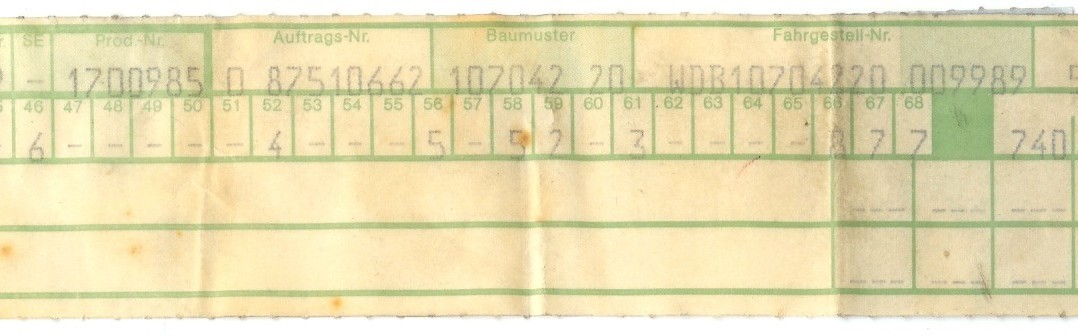 SE Prod.-Nr. Auftrags-Nr. Baumuster Fahrgestell-Nr.
- 1700985 0 87510662 107042 20 WDB10704220 009989
46 47 48 49 50 51 52 53 54 55 56 57 58 59 60 61 62 63 64 65 66 67 68
- 6 - - - - - 4 - - - 5 - 5 2 - 3 - - - - 8 7 7 740
--- --- ---
--- --- ---